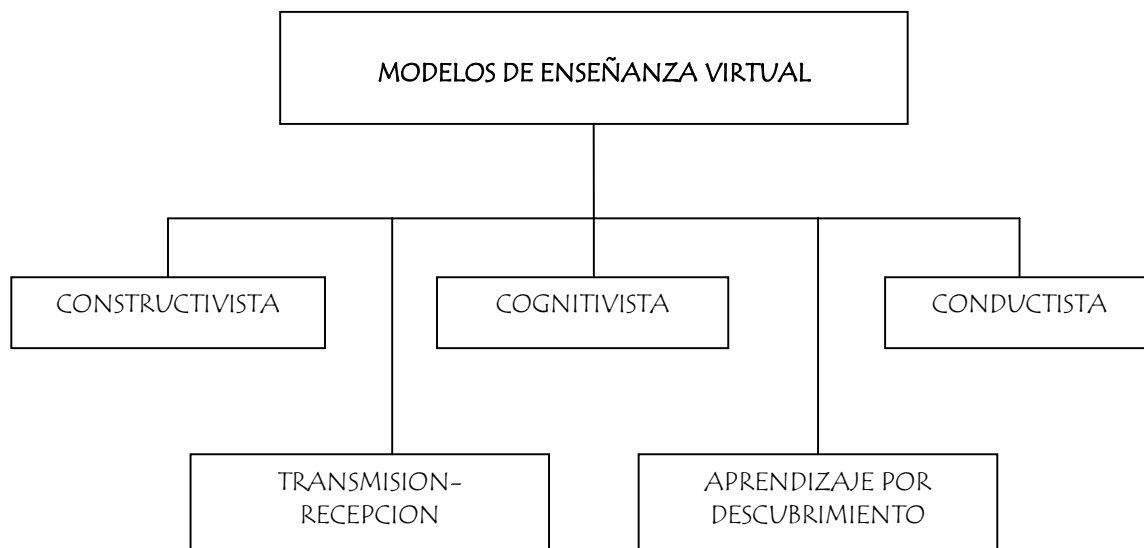 MODELOS DE ENSEÑANZA VIRTUAL
CONSTRUCTIVISTA
COGNITIVISTA
CONDUCTISTA
TRANSMISION-
RECEPCION
APRENDIZAJE POR
DESCUBRIMIENTO